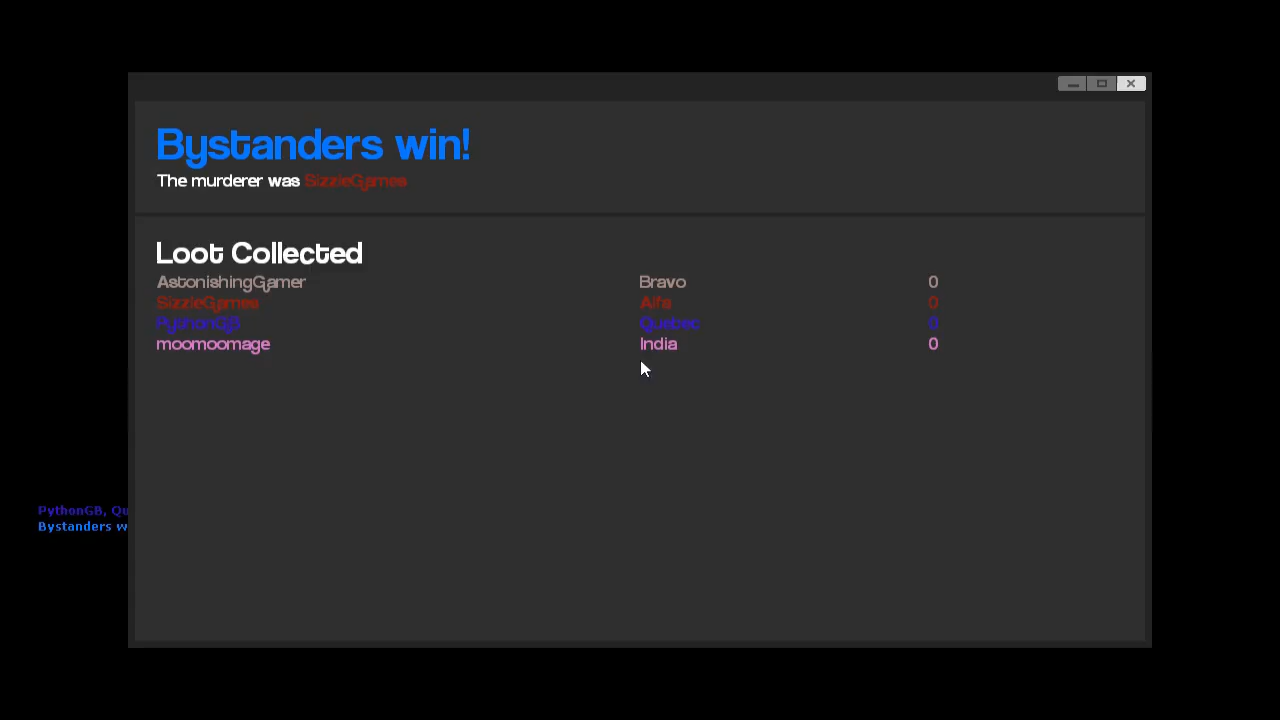 Bystanders win!
The murderer was SizzleGames
Loot Collected
AstonishingGamer Bravo 0
SizzleGames Alfa 0
PythonGB Quebec 0
moomoomage India 0
PythonGB, Qu
Bystanders w